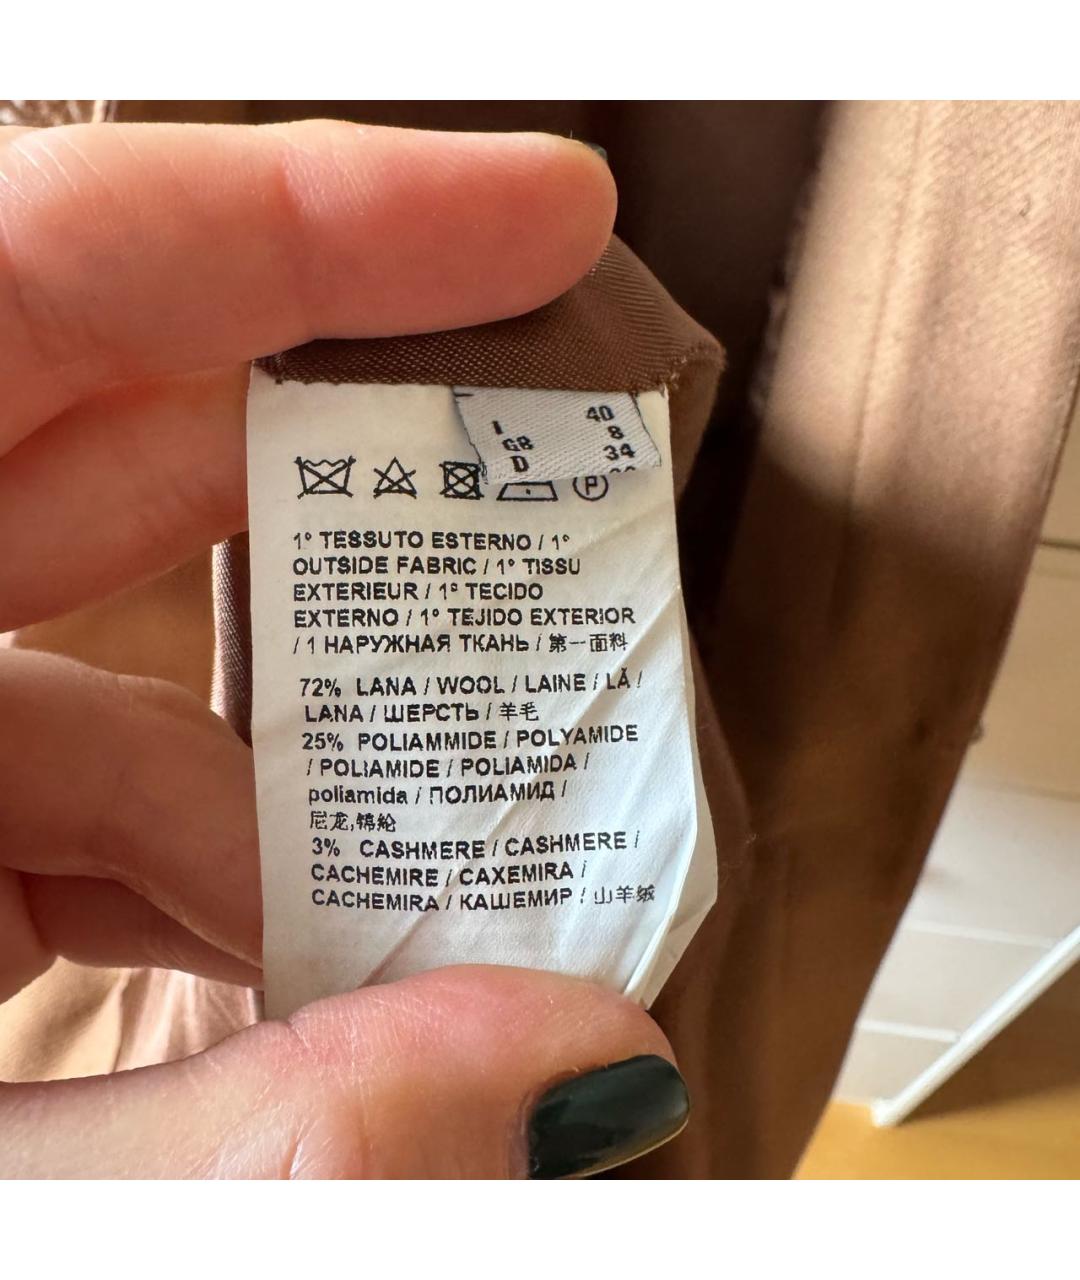 I 40
GB 8
D 34
P
1° TESSUTO ESTERNO / 1°
OUTSIDE FABRIC / 1° TISSU
EXTERIEUR / 1° TECIDO
EXTERNO / 1° TEJIDO EXTERIOR
/ 1 НАРУЖНАЯ ТКАНЬ / 第一面料
72% LANA / WOOL / LAINE / LÃ /
LANA / ШЕРСТЬ / 羊毛
25% POLIAMMIDE / POLYAMIDE
/ POLIAMIDE / POLIAMIDA /
poliamida / ПОЛИАМИД /
尼龙,锦纶
3% CASHMERE / CASHMERE /
CACHEMIRE / CAXEMIRA /
CACHEMIRA / КАШЕМИР / 山羊绒